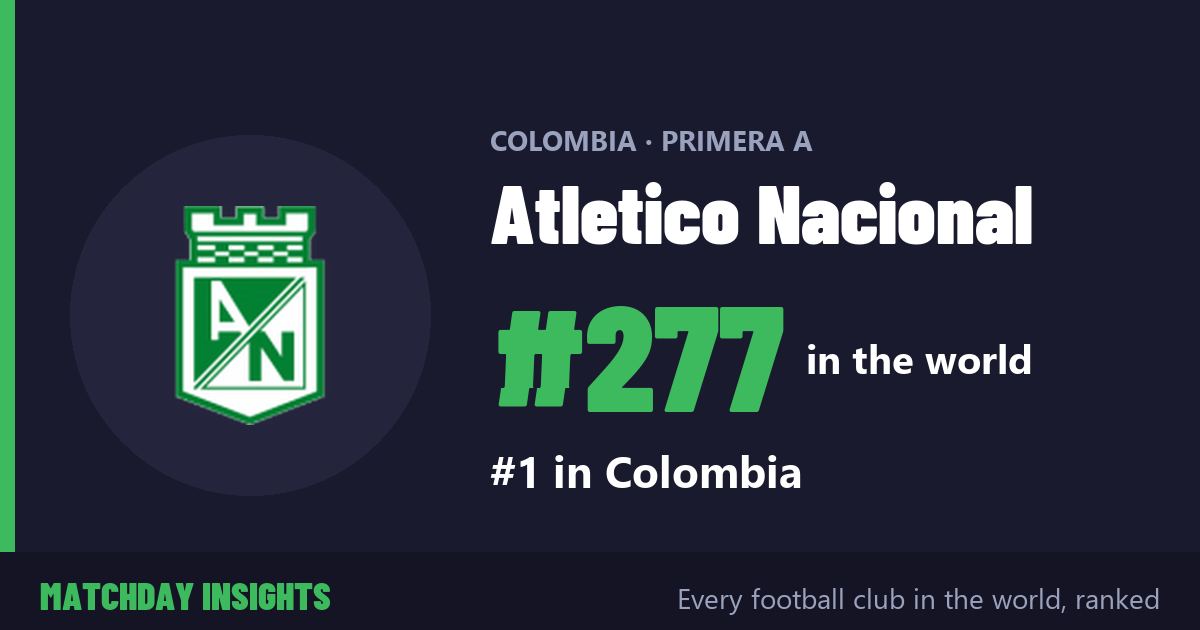 COLOMBIA · PRIMERA A
Atletico Nacional
AN
#277 in the world
#1 in Colombia
MATCHDAY INSIGHTS
Every football club in the world, ranked